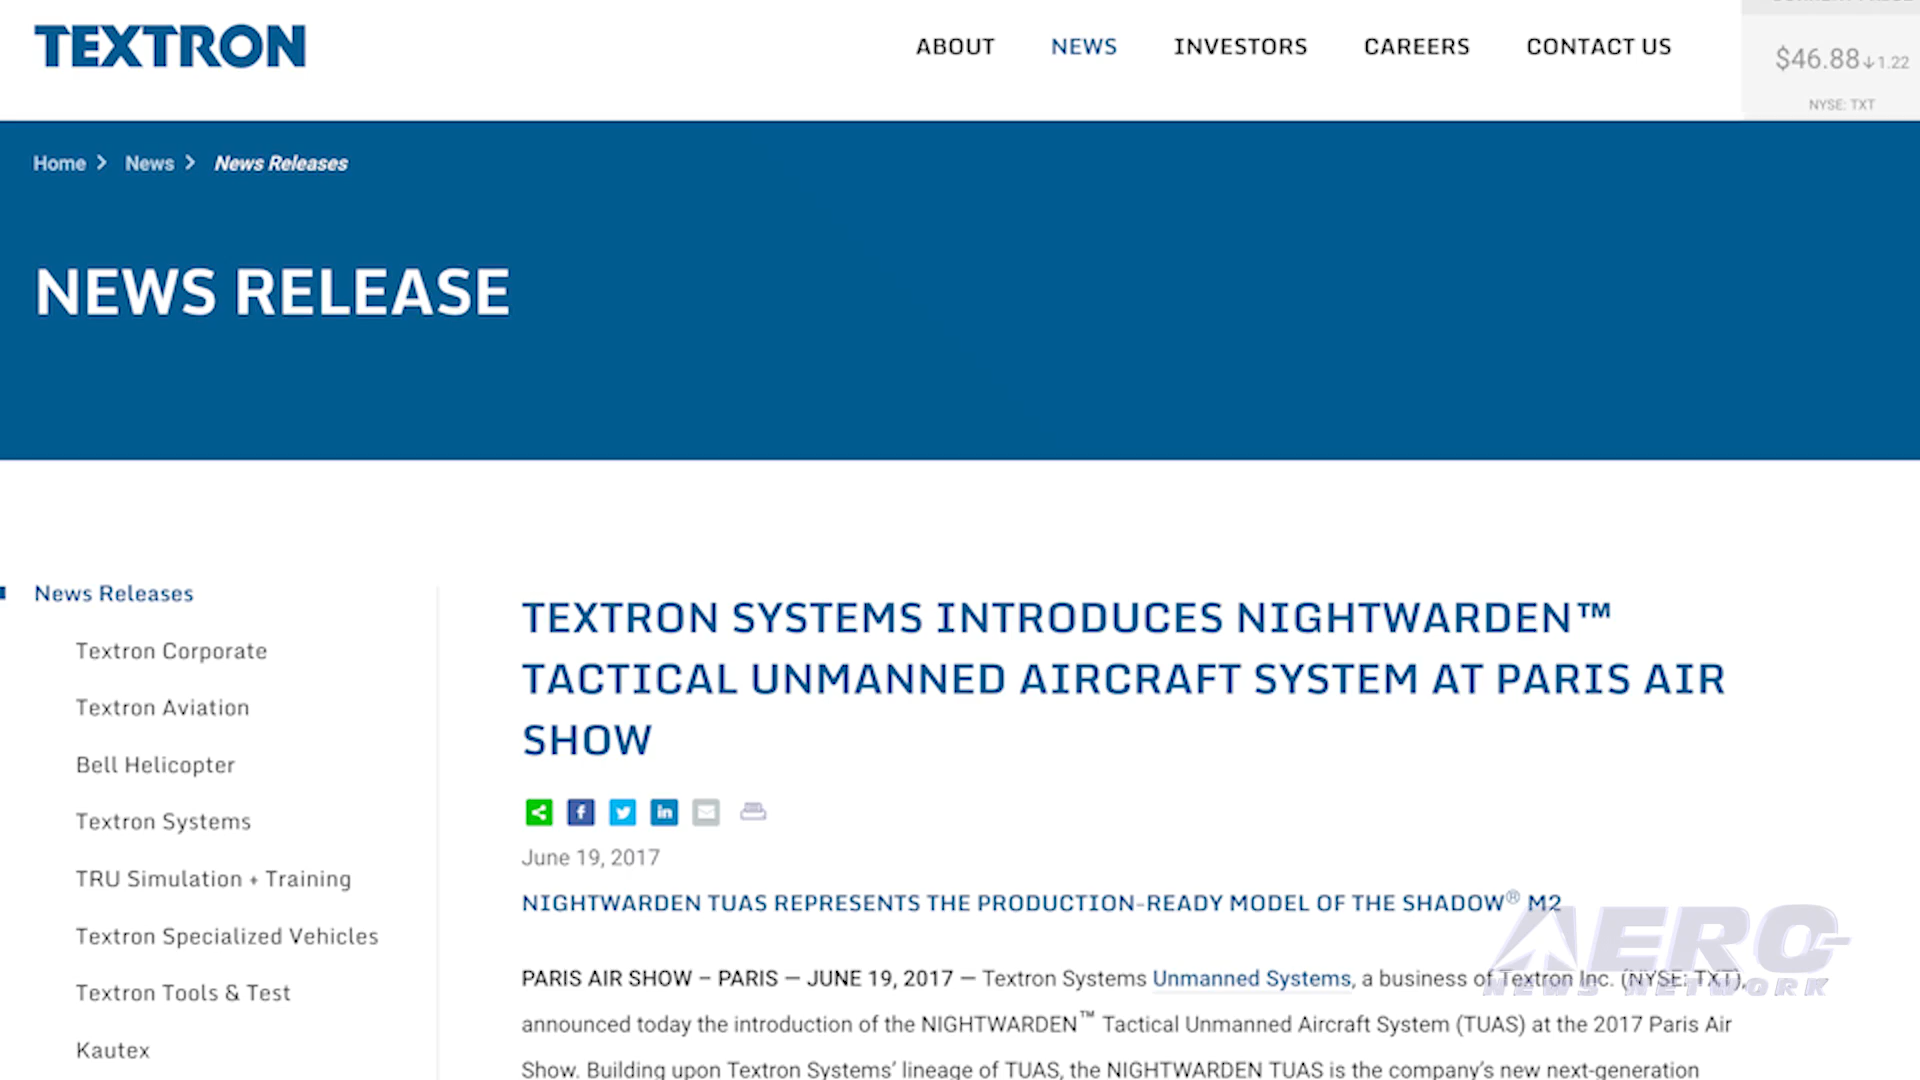 TEXTRON
ABOUT NEWS INVESTORS CAREERS CONTACT US
$46.88↓1.22
NYSE: TXT
Home > News > News Releases
NEWS RELEASE
News Releases
Textron Corporate
Textron Aviation
Bell Helicopter
Textron Systems
TRU Simulation + Training
Textron Specialized Vehicles
Textron Tools & Test
Kautex
TEXTRON SYSTEMS INTRODUCES NIGHTWARDEN™
TACTICAL UNMANNED AIRCRAFT SYSTEM AT PARIS AIR
SHOW
June 19, 2017
NIGHTWARDEN TUAS REPRESENTS THE PRODUCTION-READY MODEL OF THE SHADOW® M2
PARIS AIR SHOW – PARIS — JUNE 19, 2017 — Textron Systems Unmanned Systems, a business of Textron Inc. (NYSE: TXT),
announced today the introduction of the NIGHTWARDEN™ Tactical Unmanned Aircraft System (TUAS) at the 2017 Paris Air
Show. Building upon Textron Systems’ lineage of TUAS, the NIGHTWARDEN TUAS is the company’s new next-generation
AERO-
NEWS NETWORK